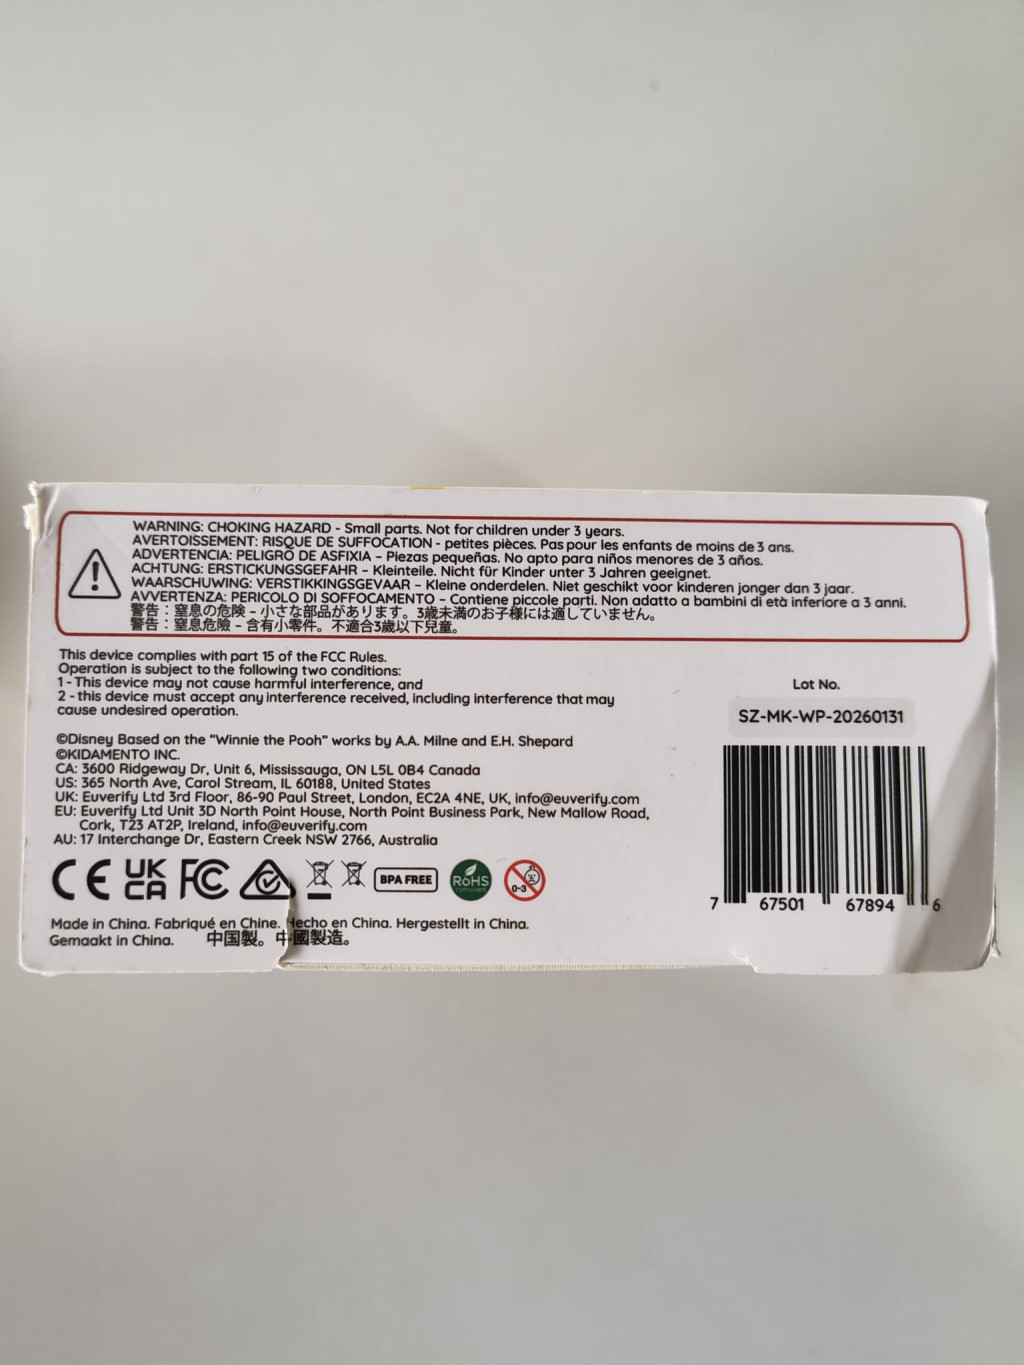 WARNING: CHOKING HAZARD - Small parts. Not for children under 3 years.
AVERTOISSEMENT: RISQUE DE SUFFOCATION - petites pièces. Pas pour les enfants de moins de 3 ans.
ADVERTENCIA: PELIGRO DE ASFIXIA – Piezas pequeñas. No apto para niños menores de 3 años.
ACHTUNG: ERSTICKUNGSGEFAHR – Kleinteile. Nicht für Kinder unter 3 Jahren geeignet.
WAARSCHUWING: VERSTIKKINGSGEVAAR – Kleine onderdelen. Niet geschikt voor kinderen jonger dan 3 jaar.
AVVERTENZA: PERICOLO DI SOFFOCAMENTO – Contiene piccole parti. Non adatto a bambini di età inferiore a 3 anni.
警告：窒息の危険 – 小さな部品があります。3歳未満のお子様には適していません。
警告：窒息危險 – 含有小零件。不適合3歲以下兒童。
This device complies with part 15 of the FCC Rules.
Operation is subject to the following two conditions:
1 - This device may not cause harmful interference, and
2 - this device must accept any interference received, including interference that may
cause undesired operation.
©Disney Based on the "Winnie the Pooh" works by A.A. Milne and E.H. Shepard
©KIDAMENTO INC.
CA: 3600 Ridgeway Dr, Unit 6, Mississauga, ON L5L 0B4 Canada
US: 365 North Ave, Carol Stream, IL 60188, United States
UK: Euverify Ltd 3rd Floor, 86-90 Paul Street, London, EC2A 4NE, UK, info@euverify.com
EU: Euverify Ltd Unit 3D North Point House, North Point Business Park, New Mallow Road,
Cork, T23 AT2P, Ireland, info@euverify.com
AU: 17 Interchange Dr, Eastern Creek NSW 2766, Australia
CE UK CA FC BPA FREE RoHS compliant 0-3
Made in China. Fabriqué en Chine. Hecho en China. Hergestellt in China.
Gemaakt in China. 中国製。中國製造。
Lot No.
SZ-MK-WP-20260131
7 67501 67894 6